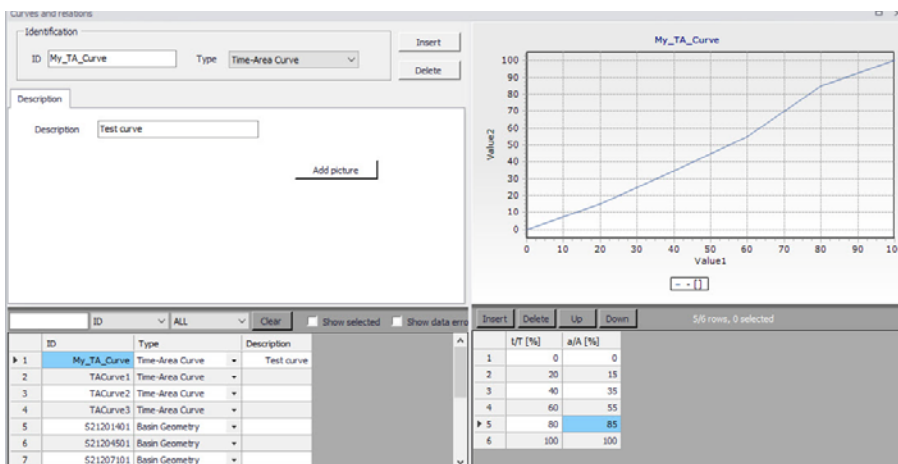 Curves and relations
Identification
ID My_TA_Curve Type Time-Area Curve
Insert
Delete
Description
Description Test curve
Add picture
My_TA_Curve
Value2
100
90
80
70
60
50
40
30
20
10
0
0 10 20 30 40 50 60 70 80 90 100
Value1
[]
ID ALL Clear Show selected Show data erro
ID Type Description
1 My_TA_Curve Time-Area Curve Test curve
2 TACurve1 Time-Area Curve
3 TACurve2 Time-Area Curve
4 TACurve3 Time-Area Curve
5 S21201401 Basin Geometry
6 S21204501 Basin Geometry
7 S21207101 Basin Geometry
Insert Delete Up Down 5/6 rows, 0 selected
t/T [%] a/A [%]
1 0 0
2 20 15
3 40 35
4 60 55
5 80 85
6 100 100